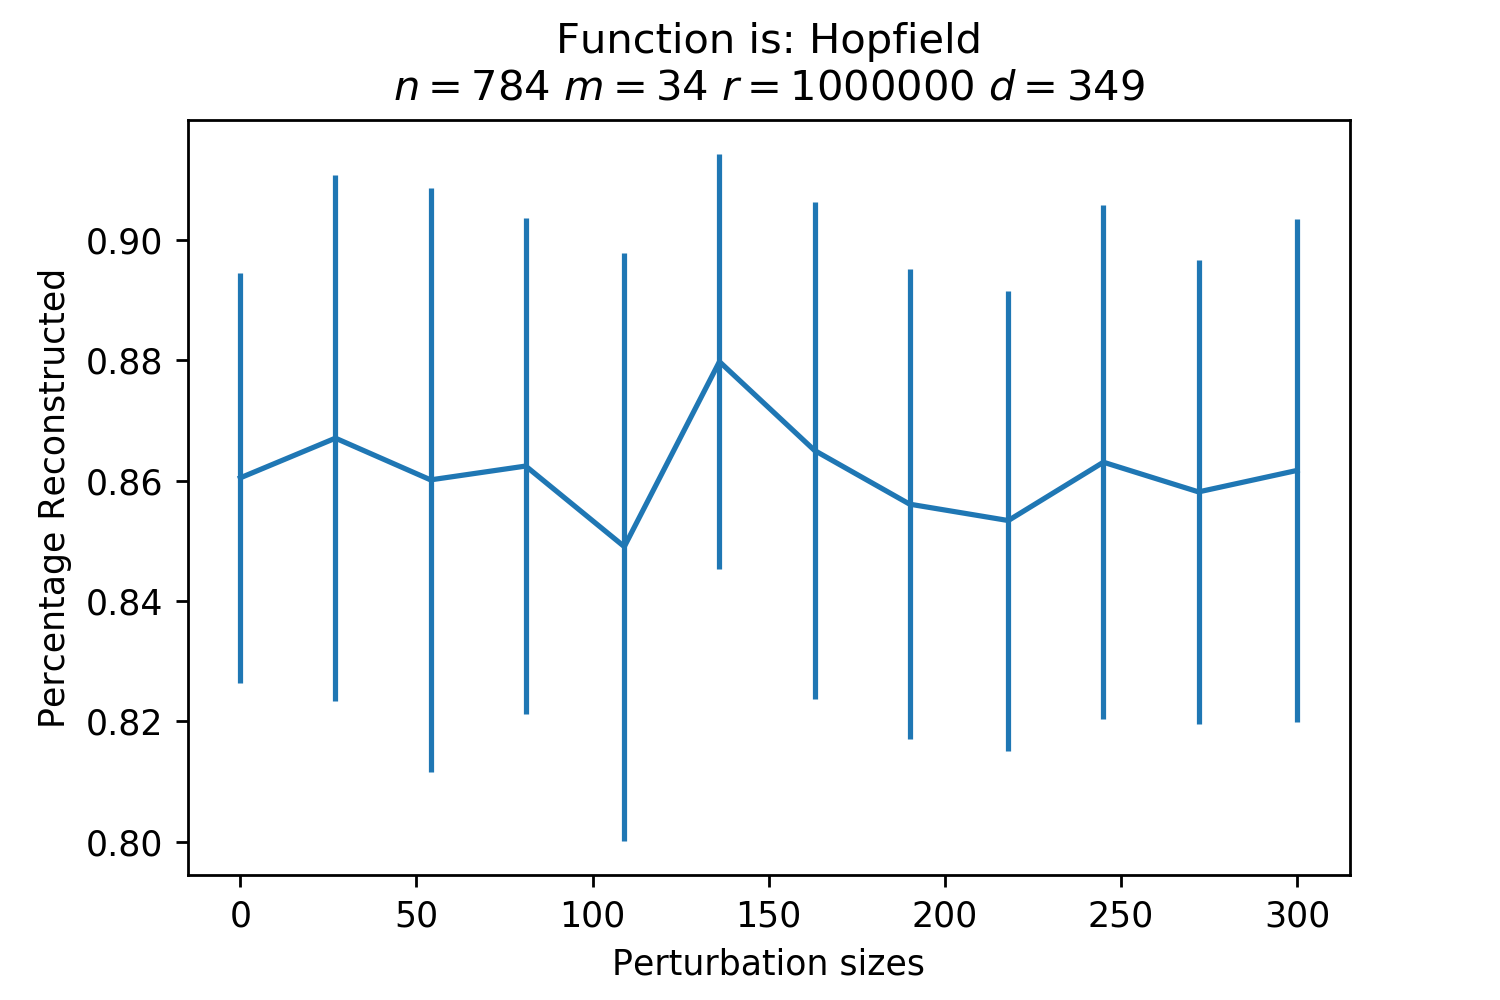 Function is: Hopfield
n = 784 m = 34 r = 1000000 d = 349
Percentage Reconstructed
0.90
0.88
0.86
0.84
0.82
0.80
0 50 100 150 200 250 300
Perturbation sizes